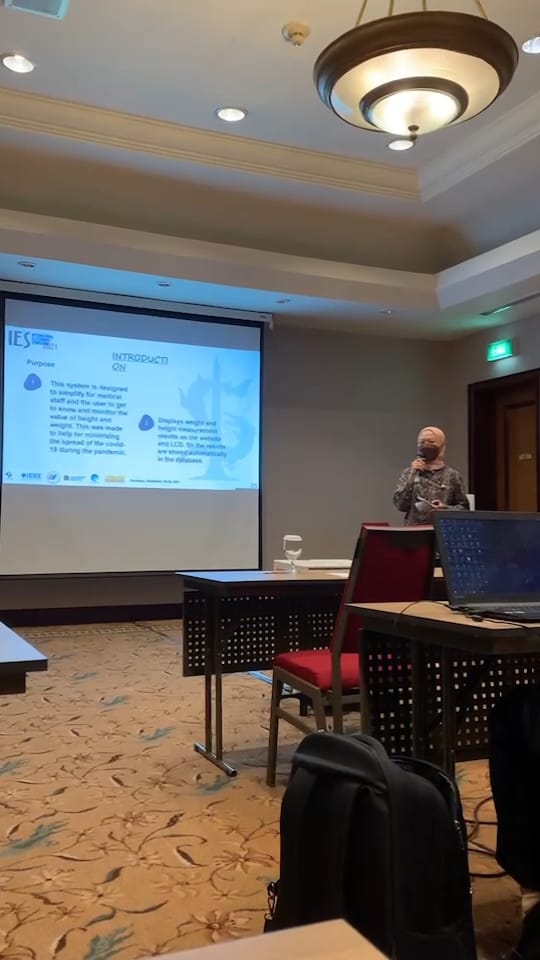 IES
2021
INTRODUCTI
ON
Purpose
1
This system is designed
to simplify for medical
staff and the user to get
to know and monitor the
value of height and
weight. This was made
to help for minimizing
the spread of the covid-
19 during the pandemic.
2
Displays weight and
height measurement
results on the website
and LCD. So the results
are stored automatically
in the database.
IEEE
EXIT